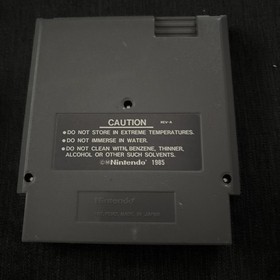 CAUTION
• DO NOT STORE IN EXTREME TEMPERATURES.
• DO NOT IMMERSE IN WATER.
• DO NOT CLEAN WITH, BENZENE, THINNER,
ALCOHOL OR OTHER SUCH SOLVENTS.
©Nintendo 1985
Nintendo